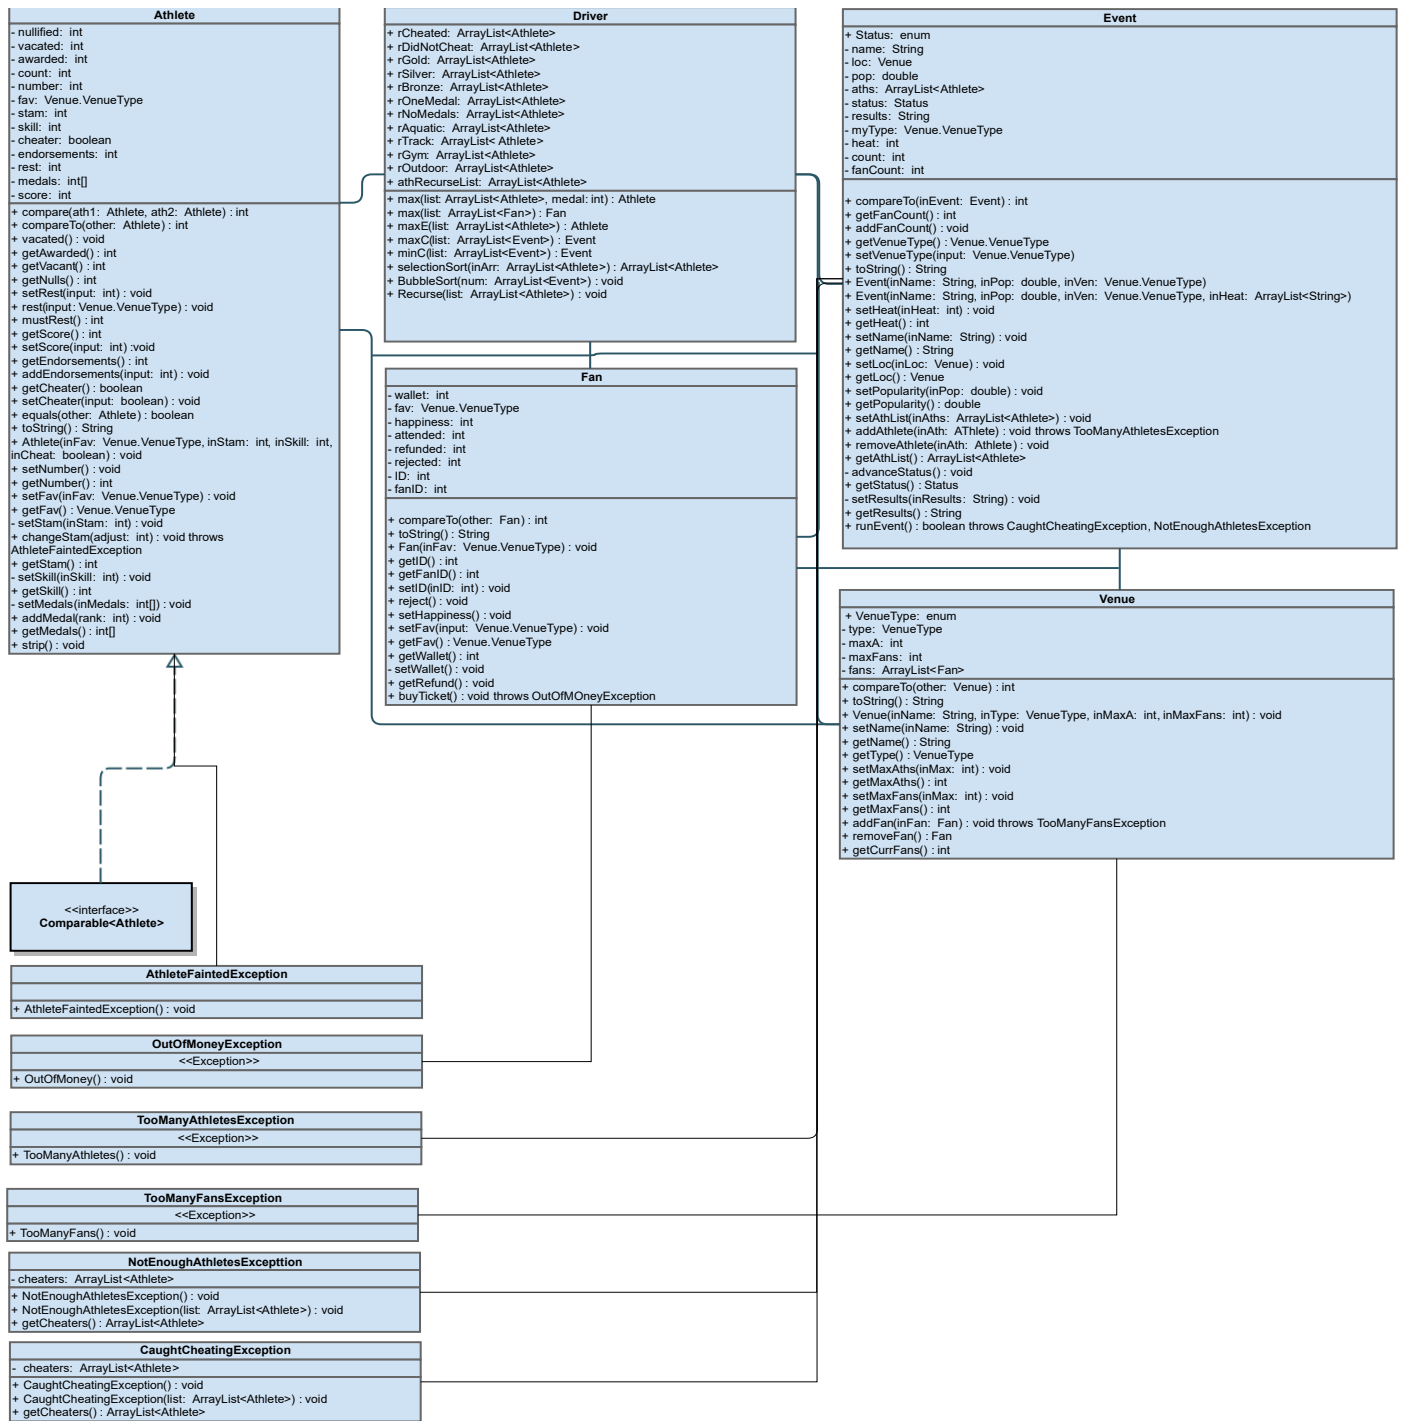 Athlete
- nullified: int
- vacated: int
- awarded: int
- count: int
- number: int
- fav: Venue.VenueType
- stam: int
- skill: int
- cheater: boolean
- endorsements: int
- rest: int
- medals: int[]
- score: int
+ compare(ath1: Athlete, ath2: Athlete) : int
+ compareTo(other: Athlete) : int
+ vacated() : void
+ getAwarded() : int
+ getVacant() : int
+ getNulls() : int
+ setRest(input: int) : void
+ rest(input: Venue.VenueType) : void
+ mustRest() : int
+ getScore() : int
+ setScore(input: int) :void
+ getEndorsements() : int
+ addEndorsements(input: int) : void
+ getCheater() : boolean
+ setCheater(input: boolean) : void
+ equals(other: Athlete) : boolean
+ toString() : String
+ Athlete(inFav: Venue.VenueType, inStam: int, inSkill: int,
inCheat: boolean) : void
+ setNumber() : void
+ getNumber() : int
+ setFav(inFav: Venue.VenueType) : void
+ getFav() : Venue.VenueType
- setStam(inStam: int) : void
+ changeStam(adjust: int) : void throws
AthleteFaintedException
+ getStam() : int
- setSkill(inSkill: int) : void
+ getSkill() : int
- setMedals(inMedals: int[]) : void
+ addMedal(rank: int) : void
+ getMedals() : int[]
+ strip() : void
Driver
+ rCheated: ArrayList<Athlete>
+ rDidNotCheat: ArrayList<Athlete>
+ rGold: ArrayList<Athlete>
+ rSilver: ArrayList<Athlete>
+ rBronze: ArrayList<Athlete>
+ rOneMedal: ArrayList<Athlete>
+ rNoMedals: ArrayList<Athlete>
+ rAquatic: ArrayList<Athlete>
+ rTrack: ArrayList< Athlete>
+ rGym: ArrayList<Athlete>
+ rOutdoor: ArrayList<Athlete>
+ athRecurseList: ArrayList<Athlete>
+ max(list: ArrayList<Athlete>, medal: int) : Athlete
+ max(list: ArrayList<Fan>) : Fan
+ maxE(list: ArrayList<Athlete>) : Athlete
+ maxC(list: ArrayList<Event>) : Event
+ minC(list: ArrayList<Event>) : Event
+ selectionSort(inArr: ArrayList<Athlete>) : ArrayList<Athlete>
+ BubbleSort(num: ArrayList<Event>) : void
+ Recurse(list: ArrayList<Athlete>) : void
Event
+ Status: enum
- name: String
- loc: Venue
- pop: double
- aths: ArrayList<Athlete>
- status: Status
- results: String
- myType: Venue.VenueType
- heat: int
- count: int
- fanCount: int
+ compareTo(inEvent: Event) : int
+ getFanCount() : int
+ addFanCount() : void
+ getVenueType() : Venue.VenueType
+ setVenueType(input: Venue.VenueType)
+ toString() : String
+ Event(inName: String, inPop: double, inVen: Venue.VenueType)
+ Event(inName: String, inPop: double, inVen: Venue.VenueType, inHeat: ArrayList<String>)
+ setHeat(inHeat: int) : void
+ getHeat() : int
+ setName(inName: String) : void
+ getName() : String
+ setLoc(inLoc: Venue) : void
+ getLoc() : Venue
+ setPopularity(inPop: double) : void
+ getPopularity() : double
+ setAthList(inAths: ArrayList<Athlete>) : void
+ addAthlete(inAth: AThlete) : void throws TooManyAthletesException
+ removeAthlete(inAth: Athlete) : void
+ getAthList() : ArrayList<Athlete>
- advanceStatus() : void
+ getStatus() : Status
- setResults(inResults: String) : void
+ getResults() : String
+ runEvent() : boolean throws CaughtCheatingException, NotEnoughAthletesException
Fan
- wallet: int
- fav: Venue.VenueType
- happiness: int
- attended: int
- refunded: int
- rejected: int
- ID: int
- fanID: int
+ compareTo(other: Fan) : int
+ toString() : String
+ Fan(inFav: Venue.VenueType) : void
+ getID() : int
+ getFanID() : int
+ setID(inID: int) : void
+ reject() : void
+ setHappiness() : void
+ setFav(input: Venue.VenueType) : void
+ getFav() : Venue.VenueType
+ getWallet() : int
- setWallet() : void
+ getRefund() : void
+ buyTicket() : void throws OutOfMOneyException
Venue
+ VenueType: enum
- type: VenueType
- maxA: int
- maxFans: int
- fans: ArrayList<Fan>
+ compareTo(other: Venue) : int
+ toString() : String
+ Venue(inName: String, inType: VenueType, inMaxA: int, inMaxFans: int) : void
+ setName(inName: String) : void
+ getName() : String
+ getType() : VenueType
+ setMaxAths(inMax: int) : void
+ getMaxAths() : int
+ setMaxFans(inMax: int) : void
+ getMaxFans() : int
+ addFan(inFan: Fan) : void throws TooManyFansException
+ removeFan() : Fan
+ getCurrFans() : int
<<interface>>
Comparable<Athlete>
AthleteFaintedException
+ AthleteFaintedException() : void
OutOfMoneyException
<<Exception>>
+ OutOfMoney() : void
TooManyAthletesException
<<Exception>>
+ TooManyAthletes() : void
TooManyFansException
<<Exception>>
+ TooManyFans() : void
NotEnoughAthletesExcepttion
- cheaters: ArrayList<Athlete>
+ NotEnoughAthletesException() : void
+ NotEnoughAthletesException(list: ArrayList<Athlete>) : void
+ getCheaters() : ArrayList<Athlete>
CaughtCheatingException
- cheaters: ArrayList<Athlete>
+ CaughtCheatingException() : void
+ CaughtCheatingException(list: ArrayList<Athlete>) : void
+ getCheaters() : ArrayList<Athlete>